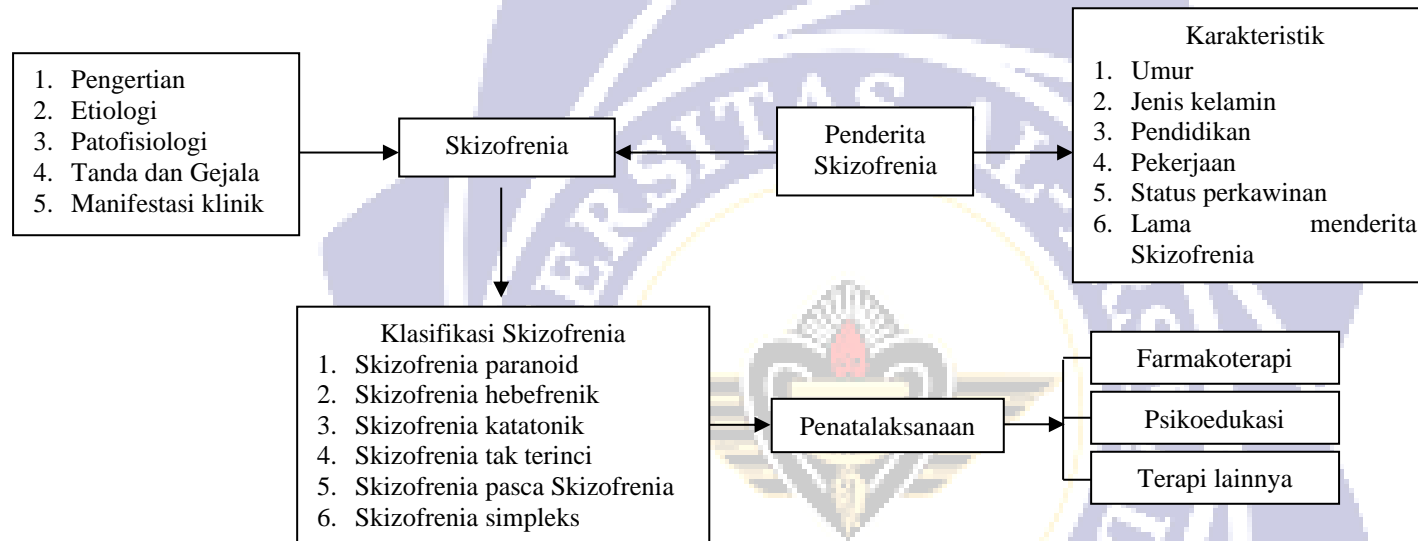 1. Pengertian
2. Etiologi
3. Patofisiologi
4. Tanda dan Gejala
5. Manifestasi klinik
Skizofrenia
Penderita
Skizofrenia
Karakteristik
1. Umur
2. Jenis kelamin
3. Pendidikan
4. Pekerjaan
5. Status perkawinan
6. Lama menderita
Skizofrenia
Klasifikasi Skizofrenia
1. Skizofrenia paranoid
2. Skizofrenia hebefrenik
3. Skizofrenia katatonik
4. Skizofrenia tak terinci
5. Skizofrenia pasca Skizofrenia
6. Skizofrenia simpleks
Penatalaksanaan
Farmakoterapi
Psikoedukasi
Terapi lainnya